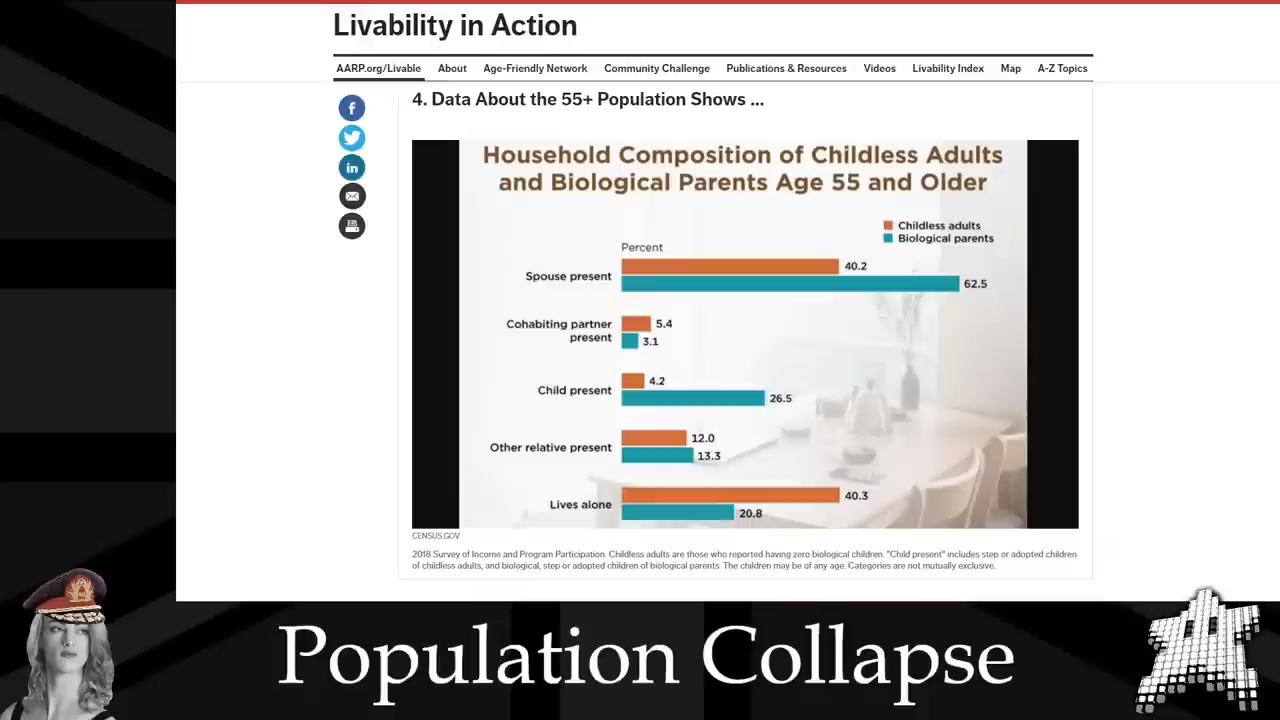 Livability in Action
AARP.org/Livable About Age-Friendly Network Community Challenge Publications & Resources Videos Livability Index Map A-Z Topics
4. Data About the 55+ Population Shows ...
Household Composition of Childless Adults
and Biological Parents Age 55 and Older
Childless adults
Biological parents
Percent
Spouse present
40.2
62.5
Cohabiting partner
present
5.4
3.1
Child present
4.2
26.5
Other relative present
12.0
13.3
Lives alone
40.3
20.8
CENSUS.GOV
2018 Survey of Income and Program Participation. Childless adults are those who reported having zero biological children. "Child present" includes step or adopted children
of childless adults, and biological, step or adopted children of biological parents. The children may be of any age. Categories are not mutually exclusive.
Population Collapse